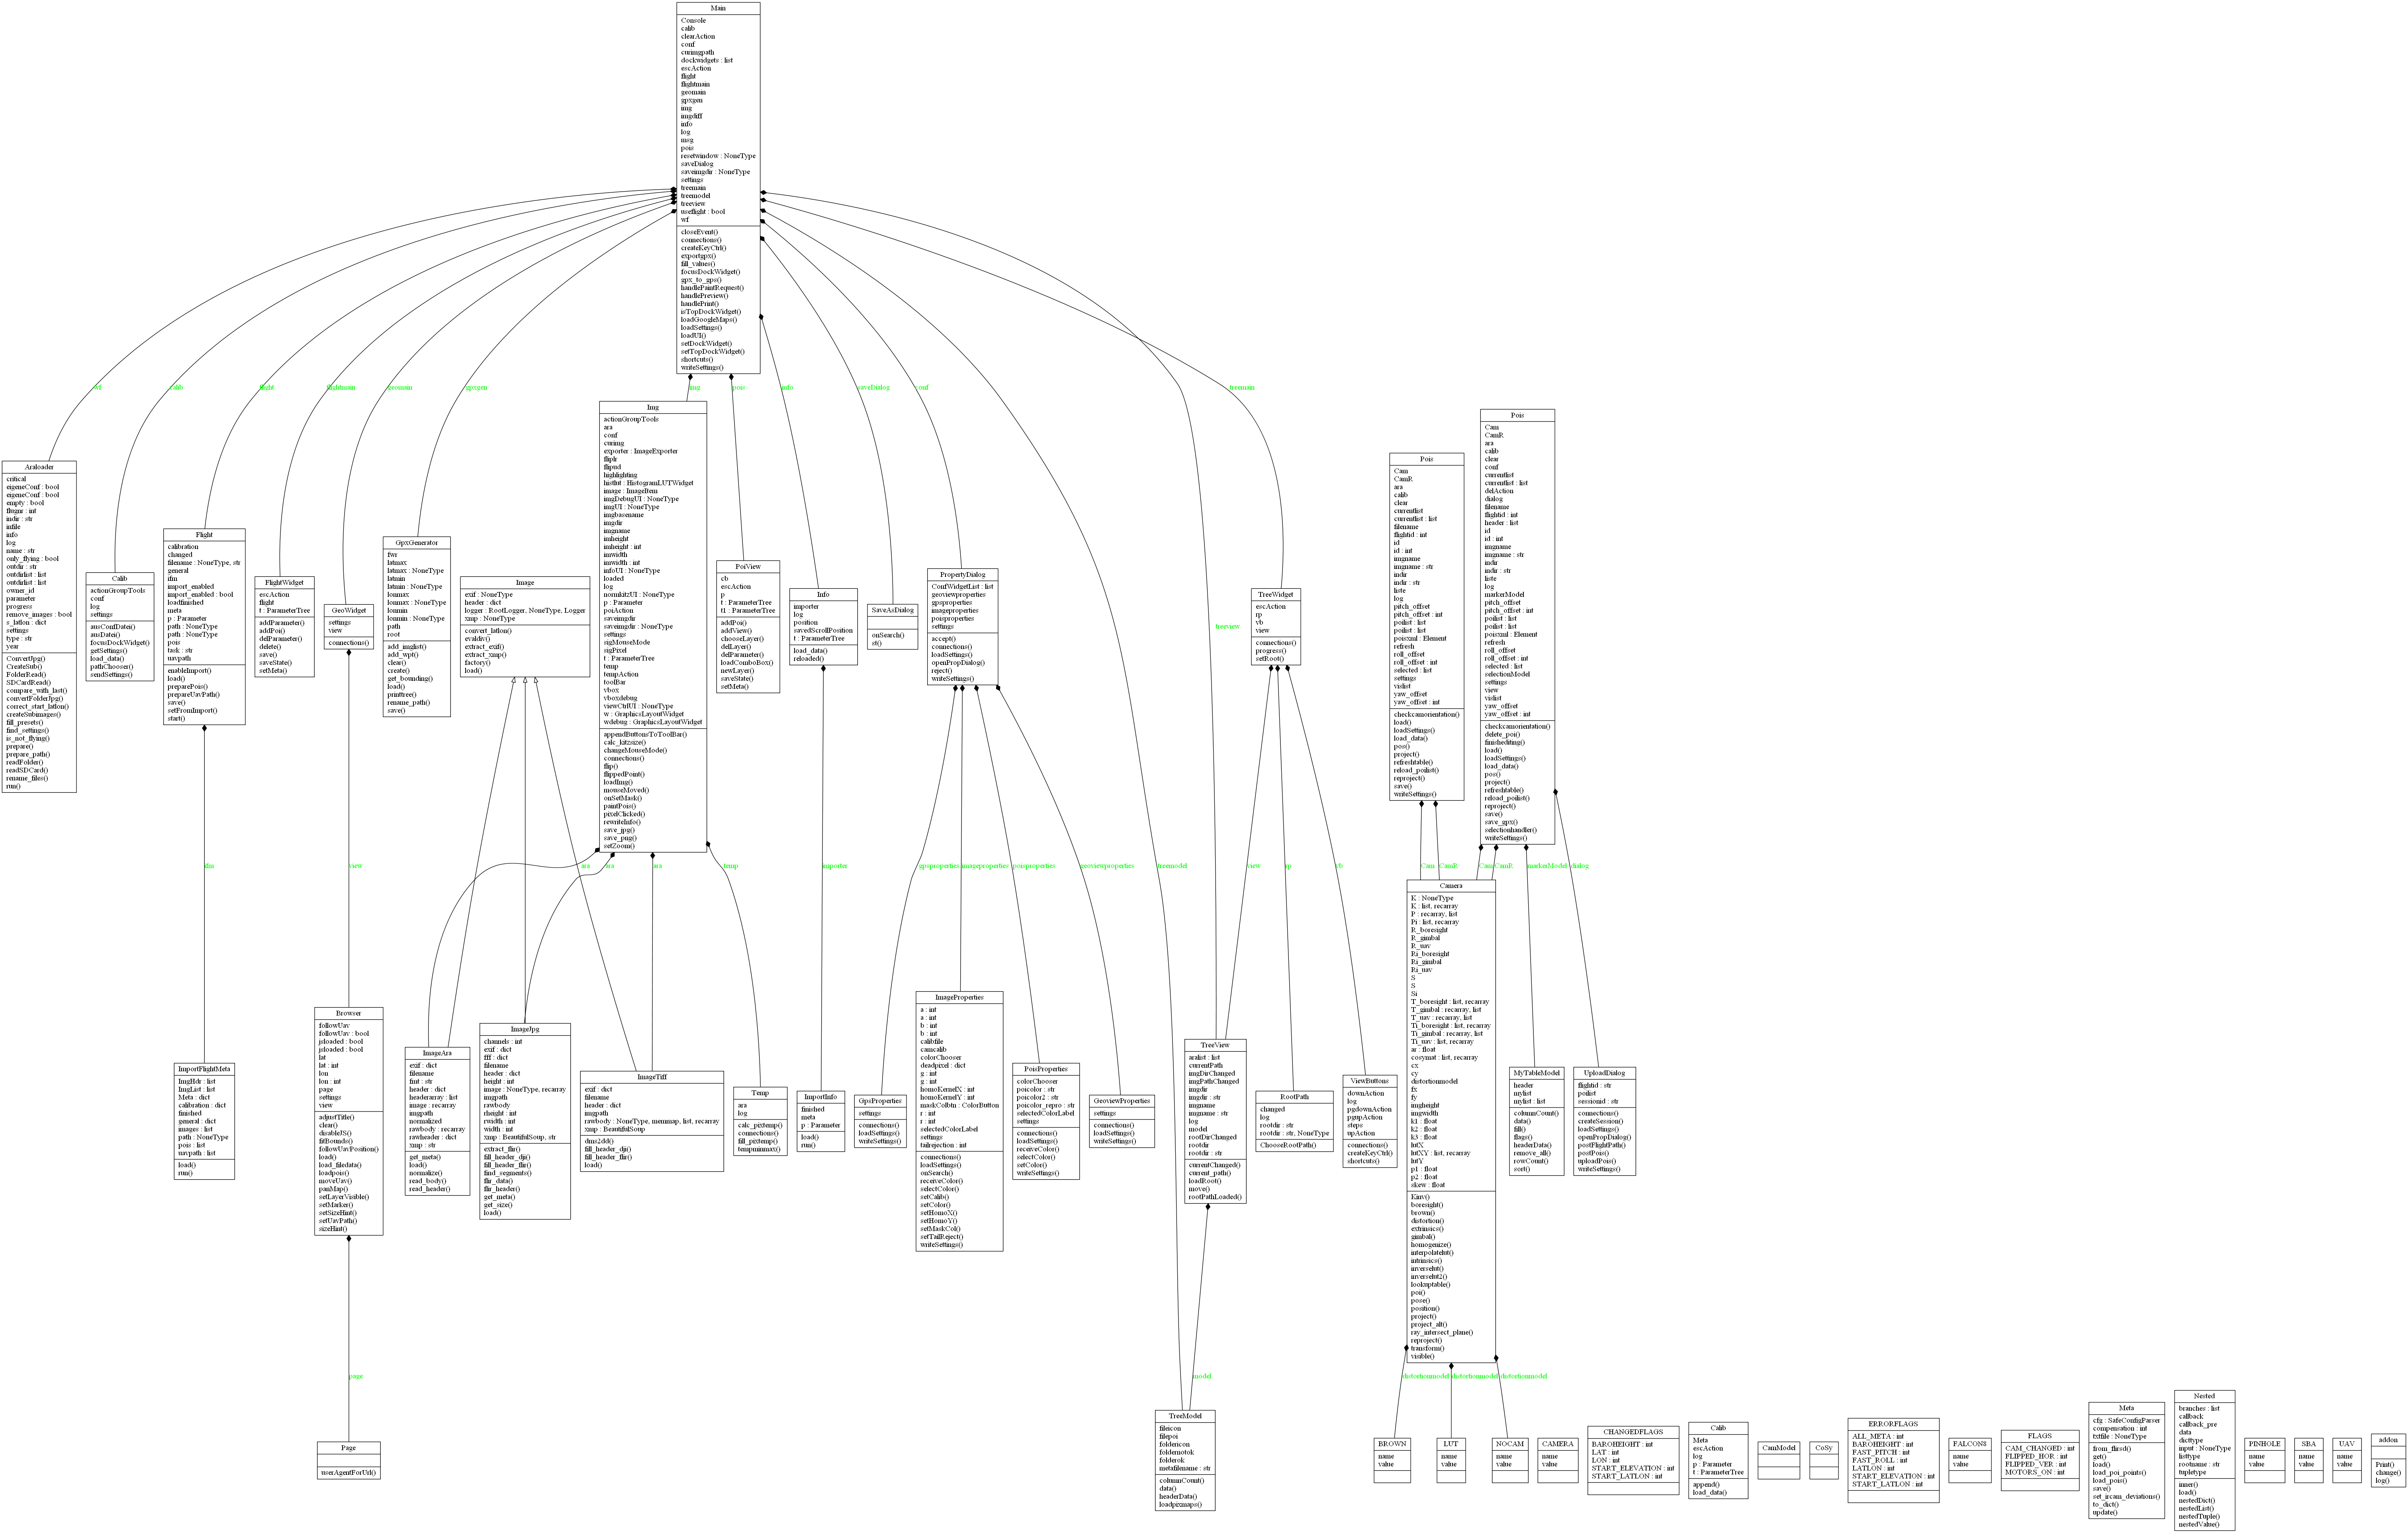 Main
Console
calib
clearAction
conf
curimgpath
dockwidgets : list
escAction
flight
flightmain
geomain
gpxgen
img
imgdiff
info
log
msg
pois
resetwindow : NoneType
saveDialog
saveimgdir : NoneType
settings
treemain
treemodel
treeview
useflight : bool
wf
closeEvent()
connections()
createKeyCtrl()
exportgpx()
fill_values()
focusDockWidget()
gpx_to_gps()
handlePaintRequest()
handlePreview()
handlePrint()
isTopDockWidget()
loadGoogleMaps()
loadSettings()
loadUI()
setDockWidget()
setTopDockWidget()
shortcuts()
writeSettings()
wf
calib
flight
flightmain
geomain
gpxgen
img
pois
info
saveDialog
conf
treeview
treemain
Araloader
critical
eigeneConf : bool
eigeneConf : bool
empty : bool
flugnr : int
indir : str
infile
info
log
name : str
only_flying : bool
outdir : str
outdirlist : list
outdirlist : list
owner_id
parameter
progress
remove_images : bool
s_latlon : dict
settings
type : str
year
ConvertJpg()
CreateSub()
FolderRead()
SDCardRead()
compare_with_last()
convertFolderJpg()
correct_start_latlon()
createSubimages()
fill_presets()
find_settings()
is_not_flying()
prepare()
prepare_path()
readFolder()
readSDCard()
rename_files()
run()
Calib
actionGroupTools
conf
log
settings
ausConfDatei()
ausDatei()
focusDockWidget()
getSettings()
load_data()
pathChooser()
sendSettings()
Flight
calibration
changed
filename : NoneType, str
general
ifm
import_enabled
import_enabled : bool
loadfinished
meta
p : Parameter
path : NoneType
path : NoneType
pois
task : str
uavpath
enableImport()
load()
preparePois()
prepareUavPath()
save()
setFromImport()
start()
FlightWidget
escAction
flight
t : ParameterTree
addParameter()
addPoi()
delParameter()
delete()
save()
saveState()
setMeta()
GeoWidget
settings
view
connections()
GpxGenerator
fwr
latmax
latmax : NoneType
latmin
latmin : NoneType
lonmax
lonmax : NoneType
lonmin
lonmin : NoneType
path
root
add_imglist()
add_wpt()
clear()
create()
get_bounding()
load()
printtree()
rename_path()
save()
Image
exif : NoneType
header : dict
logger : RootLogger, NoneType, Logger
xmp : NoneType
convert_latlon()
evaldiv()
extract_exif()
extract_xmp()
factory()
load()
Img
actionGroupTools
ara
conf
curimg
exporter : ImageExporter
fliplr
flipud
highlighting
histlut : HistogramLUTWidget
image : ImageItem
imgDebugUI : NoneType
imgUI : NoneType
imgbasename
imgdir
imgname
imheight
imheight : int
imwidth
imwidth : int
infoUI : NoneType
loaded
log
normkitzUI : NoneType
p : Parameter
poiAction
saveimgdir
saveimgdir : NoneType
settings
sigMouseMode
sigPixel
t : ParameterTree
temp
tempAction
toolBar
vbox
vboxdebug
viewCtrlUI : NoneType
w : GraphicsLayoutWidget
wdebug : GraphicsLayoutWidget
appendButtonsToToolBar()
calc_kitzsize()
changeMouseMode()
connections()
flip()
flippedPoint()
loadImg()
mouseMoved()
onSetMask()
paintPois()
pixelClicked()
rewriteInfo()
save_jpg()
save_png()
setZoom()
PoiView
cb
escAction
p
t : ParameterTree
t1 : ParameterTree
addPoi()
addView()
chooseLayer()
delLayer()
delParameter()
loadComboBox()
newLayer()
saveState()
setMeta()
Info
importer
log
position
savedScrollPosition
t : ParameterTree
load_data()
reloaded()
SaveAsDialog
onSearch()
st()
PropertyDialog
ConfWidgetList : list
geoviewproperties
gpsproperties
imageproperties
poisproperties
settings
accept()
connections()
loadSettings()
openPropDialog()
reject()
writeSettings()
TreeWidget
escAction
rp
vb
view
connections()
progress()
setRoot()
Pois
Cam
CamR
ara
calib
clear
currentlist
currentlist : list
filename
flightid : int
id
id : int
imgname
imgname : str
indir
indir : str
liste
log
pitch_offset
pitch_offset : int
poilist : list
poilist : list
poisxml : Element
refresh
roll_offset
roll_offset : int
selected : list
settings
vislist
yaw_offset
yaw_offset : int
checkcamorientation()
load()
loadSettings()
load_data()
pos()
project()
refreshtable()
reload_poilist()
reproject()
save()
writeSettings()
Pois
Cam
CamR
ara
calib
clear
conf
currentlist
currentlist : list
delAction
dialog
filename
flightid : int
header : list
id
id : int
imgname
imgname : str
indir
indir : str
liste
log
markerModel
pitch_offset
pitch_offset : int
poilist : list
poilist : list
poisxml : Element
refresh
roll_offset
roll_offset : int
selected : list
selectionModel
settings
view
vislist
yaw_offset
yaw_offset : int
checkcamorientation()
delete_poi()
finishediting()
load()
loadSettings()
load_data()
pos()
project()
refreshtable()
reload_poilist()
reproject()
save()
save_gpx()
selectionhandler()
writeSettings()
ifm
view
ara
ara
ara
temp
importer
gpsproperties
imageproperties
poisproperties
geoviewproperties
treemodel
view
rp
vb
Cam
CamR
Cam
CamR
markerModel
dialog
ImportFlightMeta
ImgHdr : list
ImgList : list
Meta : dict
calibration : dict
finished
general : dict
images : list
path : NoneType
pois : list
uavpath : list
load()
run()
Browser
followUav
followUav : bool
jsloaded : bool
jsloaded : bool
lat
lat : int
lon
lon : int
page
settings
view
adjustTitle()
clear()
disableJS()
fitBounds()
followUavPosition()
load()
load_filedata()
loadpois()
moveUav()
panMap()
setLayerVisible()
setMarker()
setSizeHint()
setUavPath()
sizeHint()
ImageAra
exif : dict
filename
fmt : str
header : dict
headerarray : list
image : recarray
imgpath
normalized
rawbody : recarray
rawheader : dict
xmp : str
get_meta()
load()
normalize()
read_body()
read_header()
ImageJpg
channels : int
exif : dict
fff : dict
filename
header : dict
height : int
image : NoneType, recarray
imgpath
rawbody
rheight : int
rwidth : int
width : int
xmp : BeautifulSoup, str
extract_flir()
fill_header_dji()
fill_header_flir()
find_segments()
flir_data()
flir_header()
get_meta()
get_size()
load()
ImageTiff
exif : dict
filename
header : dict
imgpath
rawbody : NoneType, memmap, list, recarray
xmp : BeautifulSoup
dms2dd()
fill_header_dji()
fill_header_flir()
load()
Temp
ara
log
calc_pixtemp()
connections()
fill_pixtemp()
tempminmax()
ImportInfo
finished
meta
p : Parameter
load()
run()
GpsProperties
settings
connections()
loadSettings()
writeSettings()
ImageProperties
a : int
a : int
b : int
b : int
calibfile
camcalib
colorChooser
deadpixel : dict
g : int
g : int
homoKernelX : int
homoKernelY : int
maskColbtn : ColorButton
r : int
r : int
selectedColorLabel
settings
tailrejection : int
connections()
loadSettings()
onSearch()
receiveColor()
selectColor()
setCalib()
setColor()
setHomoX()
setHomoY()
setMaskCol()
setTailReject()
writeSettings()
PoisProperties
colorChooser
poicolor : str
poicolor2 : str
poicolor_repro : str
selectedColorLabel
settings
connections()
loadSettings()
receiveColor()
selectColor()
setColor()
writeSettings()
GeoviewProperties
settings
connections()
loadSettings()
writeSettings()
TreeView
aralist : list
currentPath
imgDirChanged
imgPathChanged
imgdir
imgdir : str
imgname
imgname : str
log
model
rootDirChanged
rootdir
rootdir : str
currentChanged()
current_path()
loadRoot()
move()
rootPathLoaded()
RootPath
changed
log
rootdir : str
rootdir : str, NoneType
ChooseRootPath()
ViewButtons
downAction
log
pgdownAction
pgupAction
steps
upAction
connections()
createKeyCtrl()
shortcuts()
Camera
K : NoneType
K : list, recarray
P : recarray, list
Pi : list, recarray
R_boresight
R_gimbal
R_uav
Ri_boresight
Ri_gimbal
Ri_uav
S
S
Si
T_boresight : list, recarray
T_gimbal : recarray, list
T_uav : recarray, list
Ti_boresight : list, recarray
Ti_gimbal : recarray, list
Ti_uav : list, recarray
ar : float
cosymat : list, recarray
cx
cy
distortionmodel
fx
fy
imgheight
imgwidth
k1 : float
k2 : float
k3 : float
lutX
lutXY : list, recarray
lutY
p1 : float
p2 : float
skew : float
Kinv()
boresight()
brown()
distortion()
extrinsics()
gimbal()
homogenize()
interpolatelut()
intrinsics()
inverselut()
inverselut2()
lookuptable()
poi()
pose()
position()
project()
project_alt()
ray_intersect_plane()
reproject()
transform()
visible()
MyTableModel
header
mylist
mylist : list
columnCount()
data()
fill()
flags()
headerData()
remove_all()
rowCount()
sort()
UploadDialog
flightid : str
poilist
sessionid : str
connections()
createSession()
loadSettings()
openPropDialog()
postFlightPath()
postPois()
uploadPois()
writeSettings()
page
model
distortionmodel
distortionmodel
distortionmodel
Page
userAgentForUrl()
TreeModel
fileicon
filepoi
foldericon
foldernotok
folderok
metafilename : str
columnCount()
data()
headerData()
loadpixmaps()
BROWN
name
value
LUT
name
value
NOCAM
name
value
CAMERA
name
value
CHANGEDFLAGS
BAROHEIGHT : int
LAT : int
LON : int
START_ELEVATION : int
START_LATLON : int
Calib
Meta
escAction
log
p : Parameter
t : ParameterTree
append()
load_data()
CamModel
CoSy
ERRORFLAGS
ALL_META : int
BAROHEIGHT : int
FAST_PITCH : int
FAST_ROLL : int
LATLON : int
START_ELEVATION : int
START_LATLON : int
FALCON8
name
value
FLAGS
CAM_CHANGED : int
FLIPPED_HOR : int
FLIPPED_VER : int
MOTORS_ON : int
Meta
cfg : SafeConfigParser
compensation : int
txtfile : NoneType
from_flirsd()
get()
load()
load_poi_points()
load_pois()
save()
set_ircam_deviations()
to_dict()
update()
Nested
branches : list
callback
callback_pre
data
dicttype
input : NoneType
listtype
rootname : str
tupletype
inner()
load()
nestedDict()
nestedList()
nestedTuple()
nestedValue()
PINHOLE
name
value
SBA
name
value
UAV
name
value
addon
Print()
change()
log()